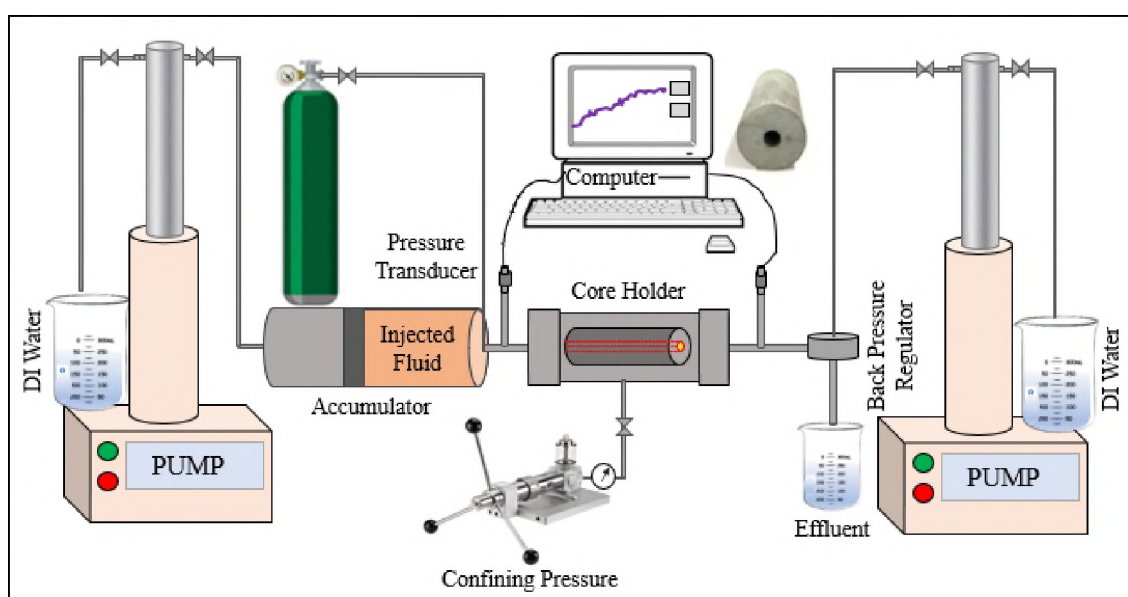 Computer
Pressure
Transducer
Core Holder
DI Water
Injected
Fluid
Accumulator
Back Pressure
Regulator
DI Water
PUMP
PUMP
Effluent
Confining Pressure